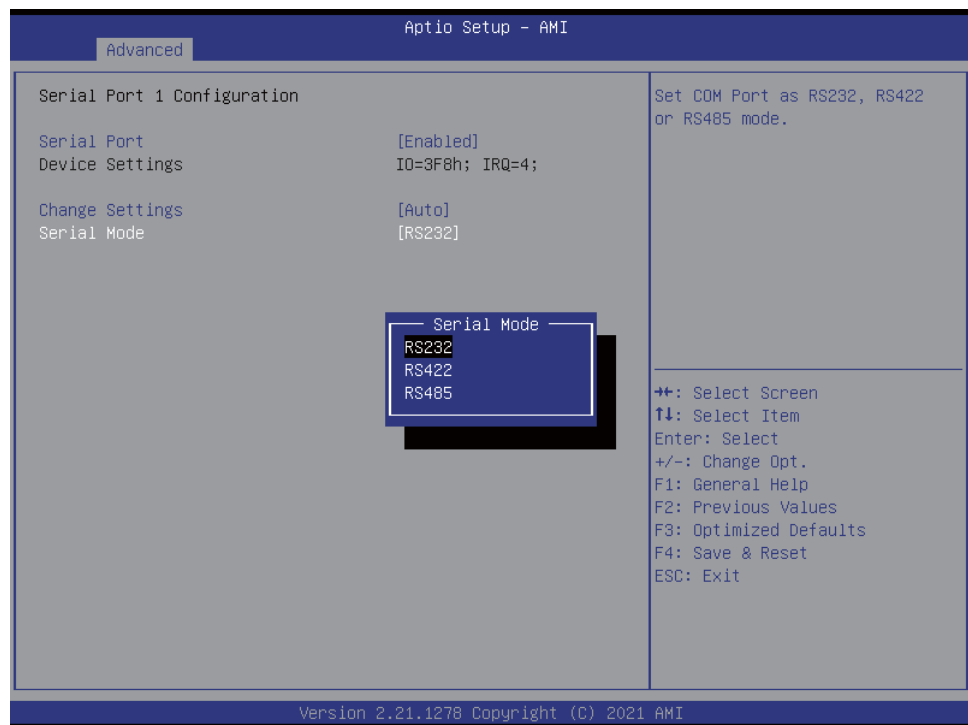 Aptio Setup - AMI
Advanced
Serial Port 1 Configuration
Serial Port [Enabled]
Device Settings IO=3F8h; IRQ=4;
Change Settings [Auto]
Serial Mode [RS232]
Serial Mode
RS232
RS422
RS485
Set COM Port as RS232, RS422
or RS485 mode.
→←: Select Screen
↑↓: Select Item
Enter: Select
+/-: Change Opt.
F1: General Help
F2: Previous Values
F3: Optimized Defaults
F4: Save & Reset
ESC: Exit
Version 2.21.1278 Copyright (C) 2021 AMI